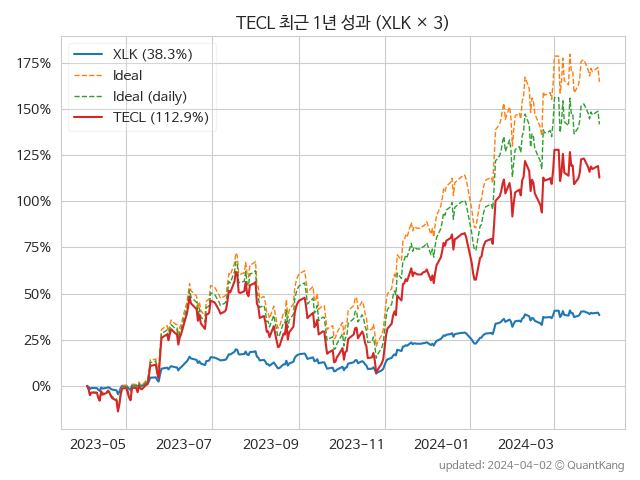 TECL 최근 1년 성과 (XLK × 3)
XLK (38.3%)
Ideal
Ideal (daily)
TECL (112.9%)
175%
150%
125%
100%
75%
50%
25%
0%
2023-05 2023-07 2023-09 2023-11 2024-01 2024-03
updated: 2024-04-02 © QuantKang